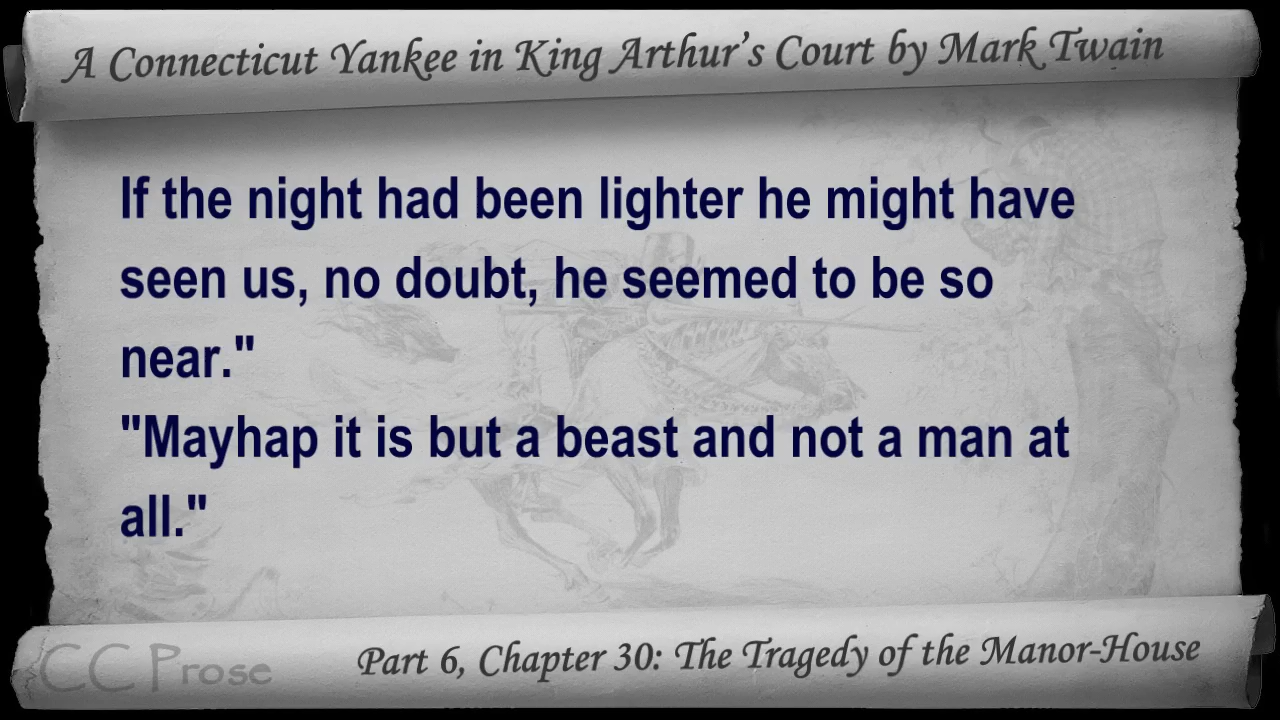 A Connecticut Yankee in King Arthur's Court by Mark Twain
If the night had been lighter he might have
seen us, no doubt, he seemed to be so
near."
"Mayhap it is but a beast and not a man at
all."
CC Prose
Part 6, Chapter 30: The Tragedy of the Manor-House